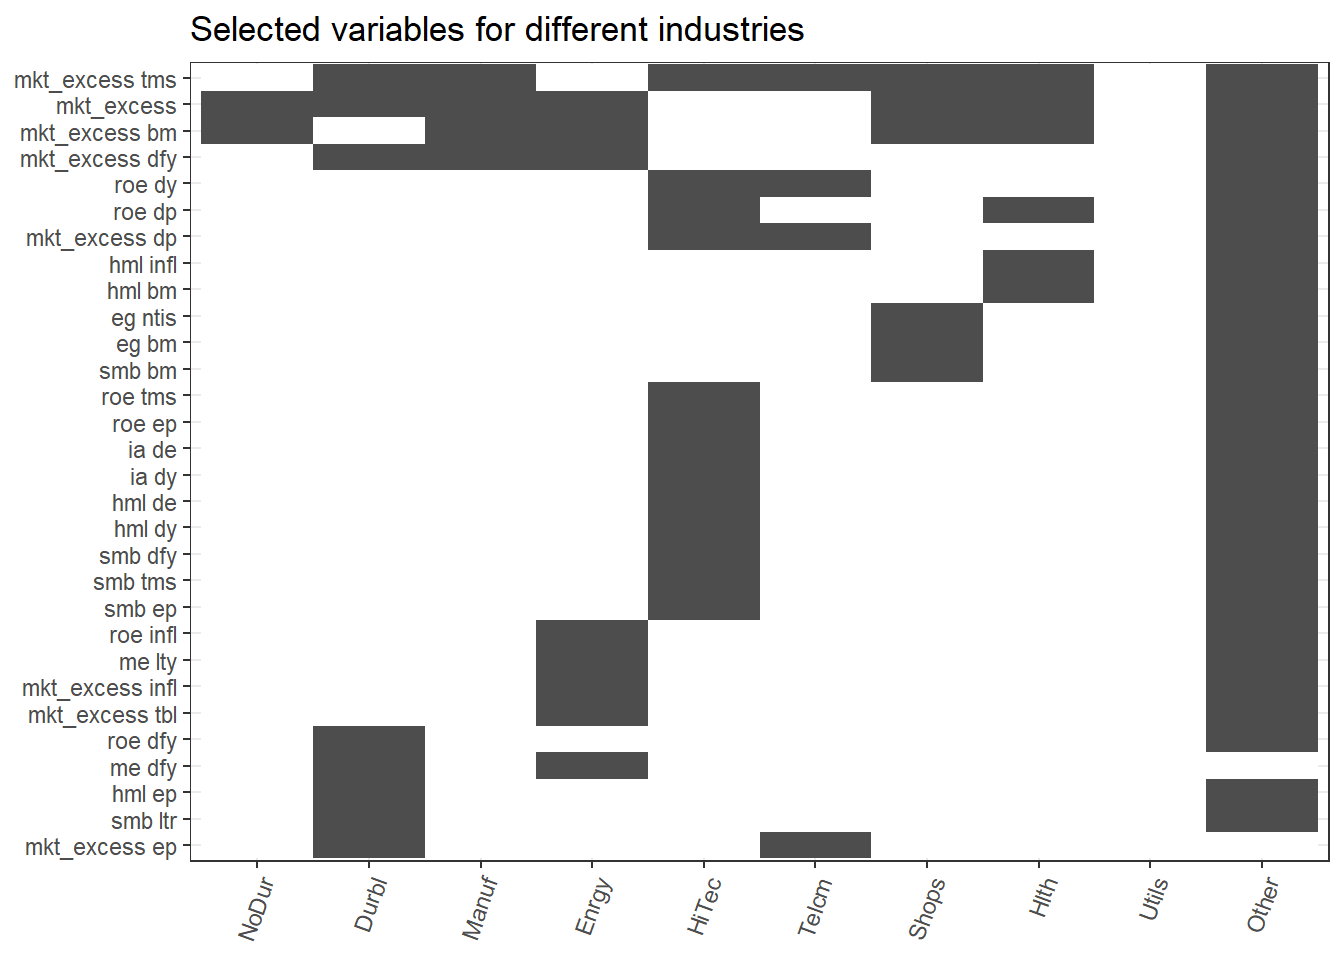 Selected variables for different industries
mkt_excess tms
mkt_excess
mkt_excess bm
mkt_excess dfy
roe dy
roe dp
mkt_excess dp
hml infl
hml bm
eg ntis
eg bm
smb bm
roe tms
roe ep
ia de
ia dy
hml de
hml dy
smb dfy
smb tms
smb ep
roe infl
me lty
mkt_excess infl
mkt_excess tbl
roe dfy
me dfy
hml ep
smb ltr
mkt_excess ep
NoDur
Durbl
Manuf
Enrgy
HiTec
Telcm
Shops
Hlth
Utils
Other